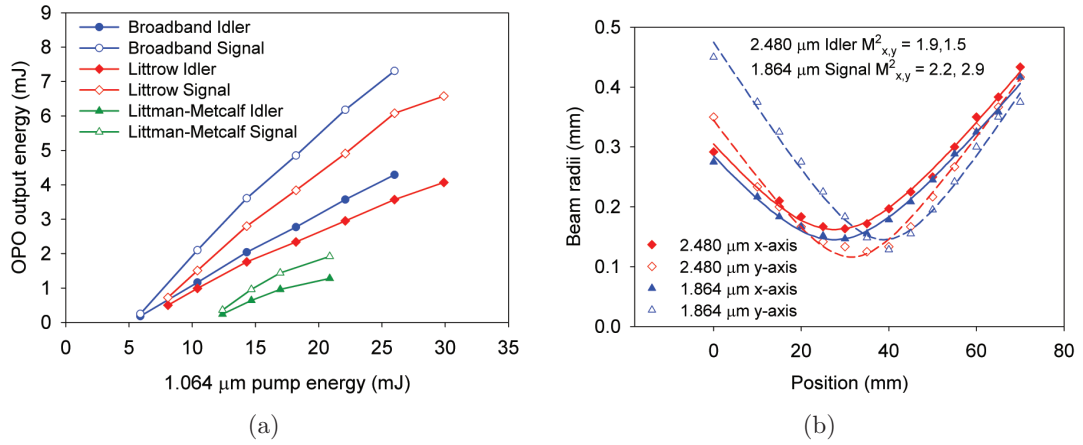 9
8
7
6
5
4
3
2
1
0
OPO output energy (mJ)
Broadband Idler
Broadband Signal
Littrow Idler
Littrow Signal
Littman-Metcalf Idler
Littman-Metcalf Signal
0 5 10 15 20 25 30 35
1.064 μm pump energy (mJ)
(a)
0.5
0.4
0.3
0.2
0.1
0.0
Beam radii (mm)
2.480 μm Idler M²x,y = 1.9,1.5
1.864 μm Signal M²x,y = 2.2, 2.9
2.480 μm x-axis
2.480 μm y-axis
1.864 μm x-axis
1.864 μm y-axis
0 20 40 60 80
Position (mm)
(b)